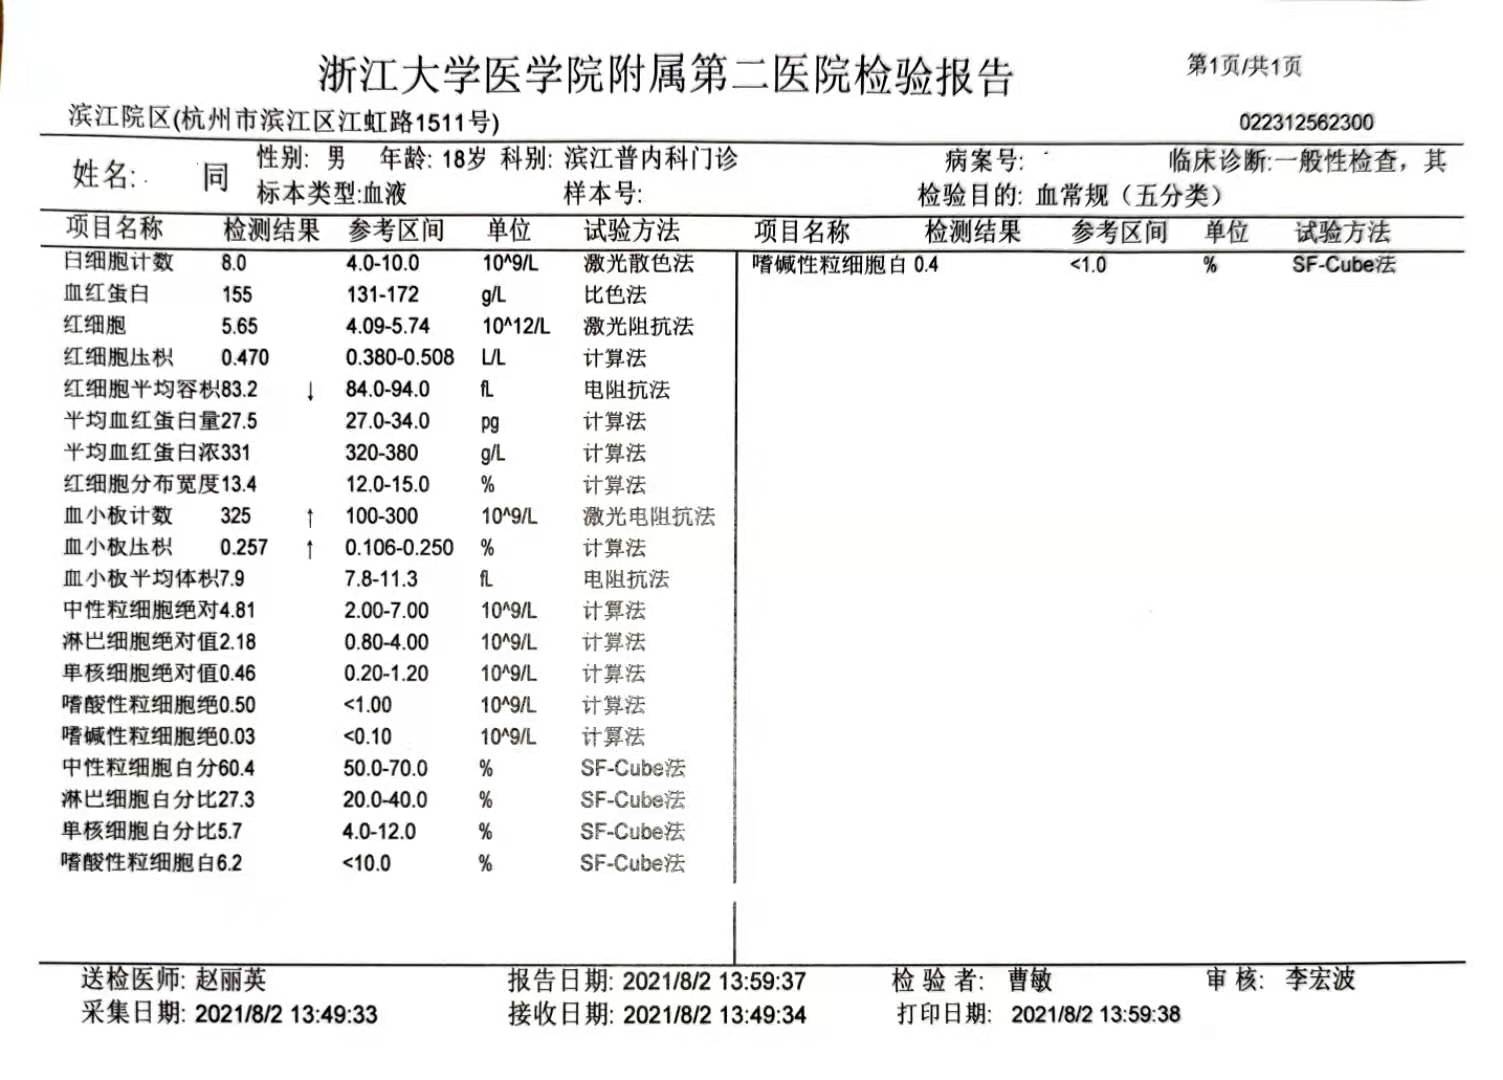 浙江大学医学院附属第二医院检验报告
第1页/共1页
滨江院区(杭州市滨江区江虹路1511号)
022312562300
姓名: 同 性别: 男 年龄: 18岁 科别: 滨江普内科门诊 病案号: 临床诊断:一般性检查，其
标本类型:血液 样本号: 检验目的: 血常规（五分类）
项目名称 检测结果 参考区间 单位 试验方法 项目名称 检测结果 参考区间 单位 试验方法
白细胞计数 8.0 4.0-10.0 10^9/L 激光散色法 嗜碱性粒细胞百 0.4 <1.0 % SF-Cube法
血红蛋白 155 131-172 g/L 比色法
红细胞 5.65 4.09-5.74 10^12/L 激光阻抗法
红细胞压积 0.470 0.380-0.508 L/L 计算法
红细胞平均容积83.2 ↓ 84.0-94.0 fL 电阻抗法
平均血红蛋白量27.5 27.0-34.0 pg 计算法
平均血红蛋白浓331 320-380 g/L 计算法
红细胞分布宽度13.4 12.0-15.0 % 计算法
血小板计数 325 ↑ 100-300 10^9/L 激光电阻抗法
血小板压积 0.257 ↑ 0.106-0.250 % 计算法
血小板平均体积7.9 7.8-11.3 fL 电阻抗法
中性粒细胞绝对4.81 2.00-7.00 10^9/L 计算法
淋巴细胞绝对值2.18 0.80-4.00 10^9/L 计算法
单核细胞绝对值0.46 0.20-1.20 10^9/L 计算法
嗜酸性粒细胞绝0.50 <1.00 10^9/L 计算法
嗜碱性粒细胞绝0.03 <0.10 10^9/L 计算法
中性粒细胞百分60.4 50.0-70.0 % SF-Cube法
淋巴细胞百分比27.3 20.0-40.0 % SF-Cube法
单核细胞百分比5.7 4.0-12.0 % SF-Cube法
嗜酸性粒细胞百6.2 <10.0 % SF-Cube法
送检医师: 赵丽英 报告日期: 2021/8/2 13:59:37 检 验 者: 曹敏 审 核: 李宏波
采集日期: 2021/8/2 13:49:33 接收日期: 2021/8/2 13:49:34 打印日期: 2021/8/2 13:59:38